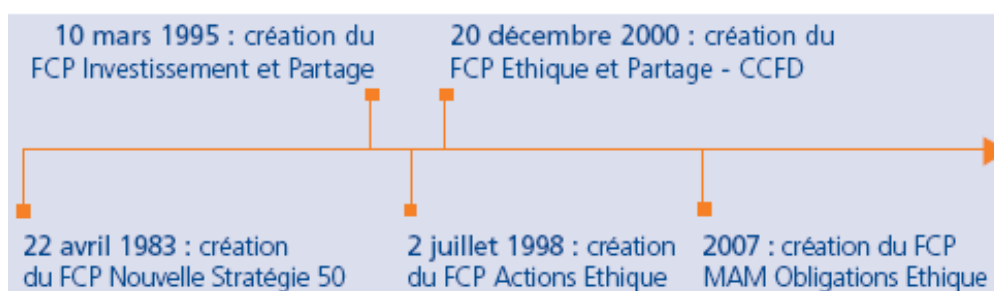 10 mars 1995 : création du
FCP Investissement et Partage
20 décembre 2000 : création du
FCP Ethique et Partage - CCFD
22 avril 1983 : création
du FCP Nouvelle Stratégie 50
2 juillet 1998 : création
du FCP Actions Ethique
2007 : création du FCP
MAM Obligations Ethique